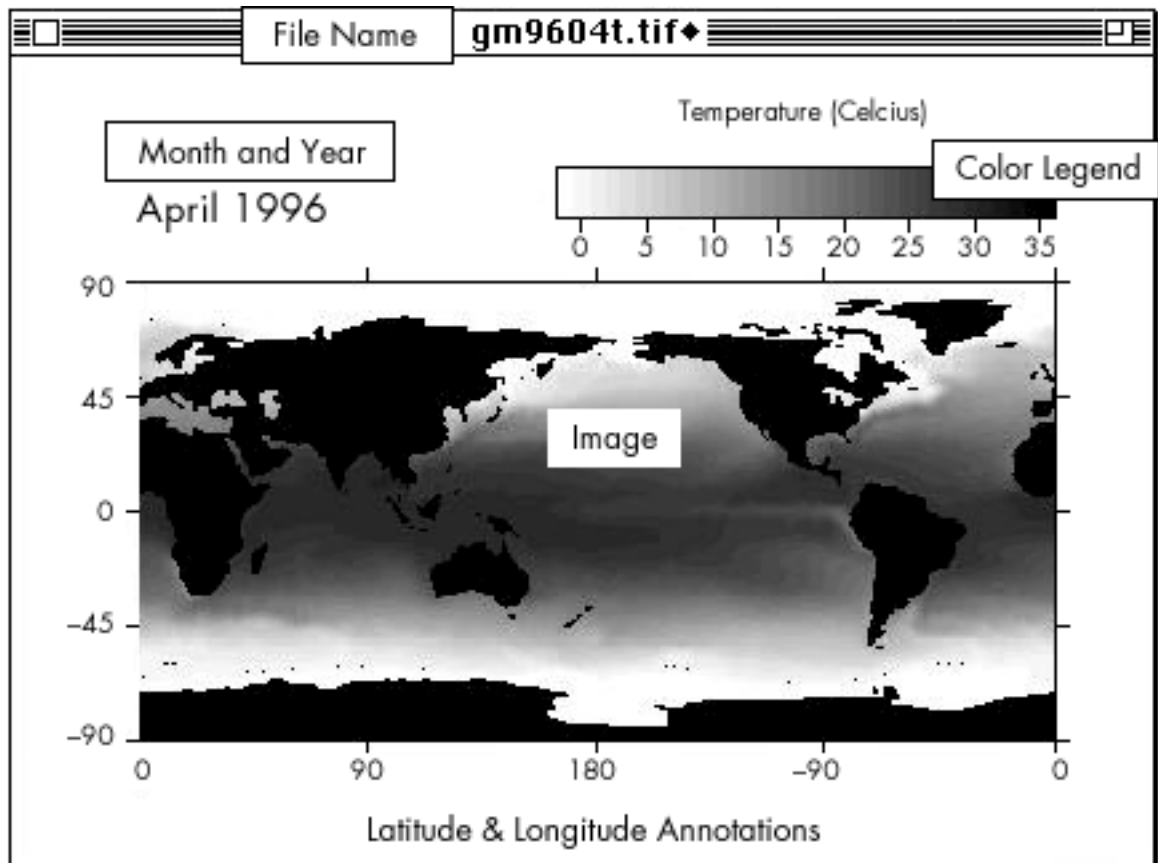 File Name gm9604t.tif◆
Temperature (Celcius)
Month and Year
Color Legend
April 1996
0 5 10 15 20 25 30 35
90
45
Image
0
–45
–90
0 90 180 –90 0
Latitude & Longitude Annotations